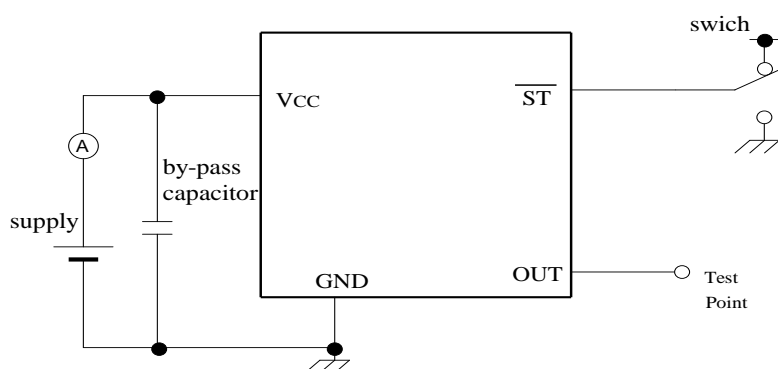 swich
VCC
ST
A
by-pass
capacitor
supply
GND
OUT
Test
Point